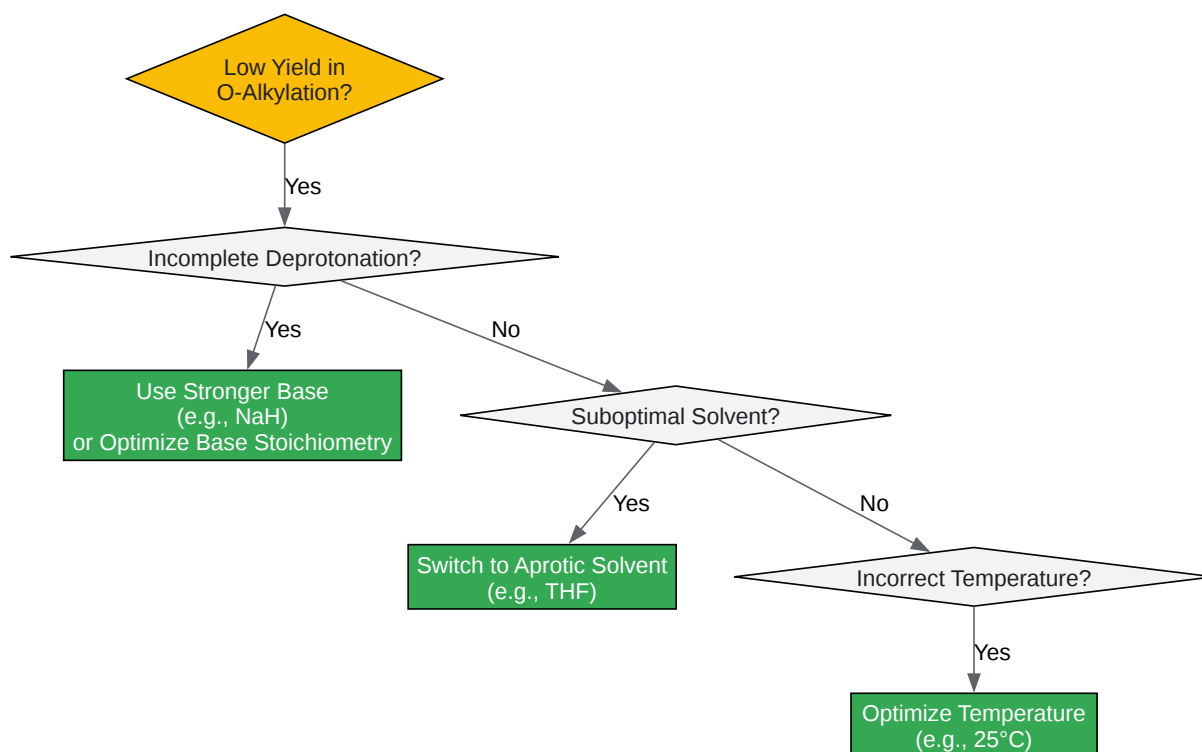 Low Yield in
O-Alkylation?
Yes
Incomplete Deprotonation?
Yes
No
Use Stronger Base
(e.g., NaH)
or Optimize Base Stoichiometry
Suboptimal Solvent?
Yes
No
Switch to Aprotic Solvent
(e.g., THF)
Incorrect Temperature?
Yes
Optimize Temperature
(e.g., 25°C)